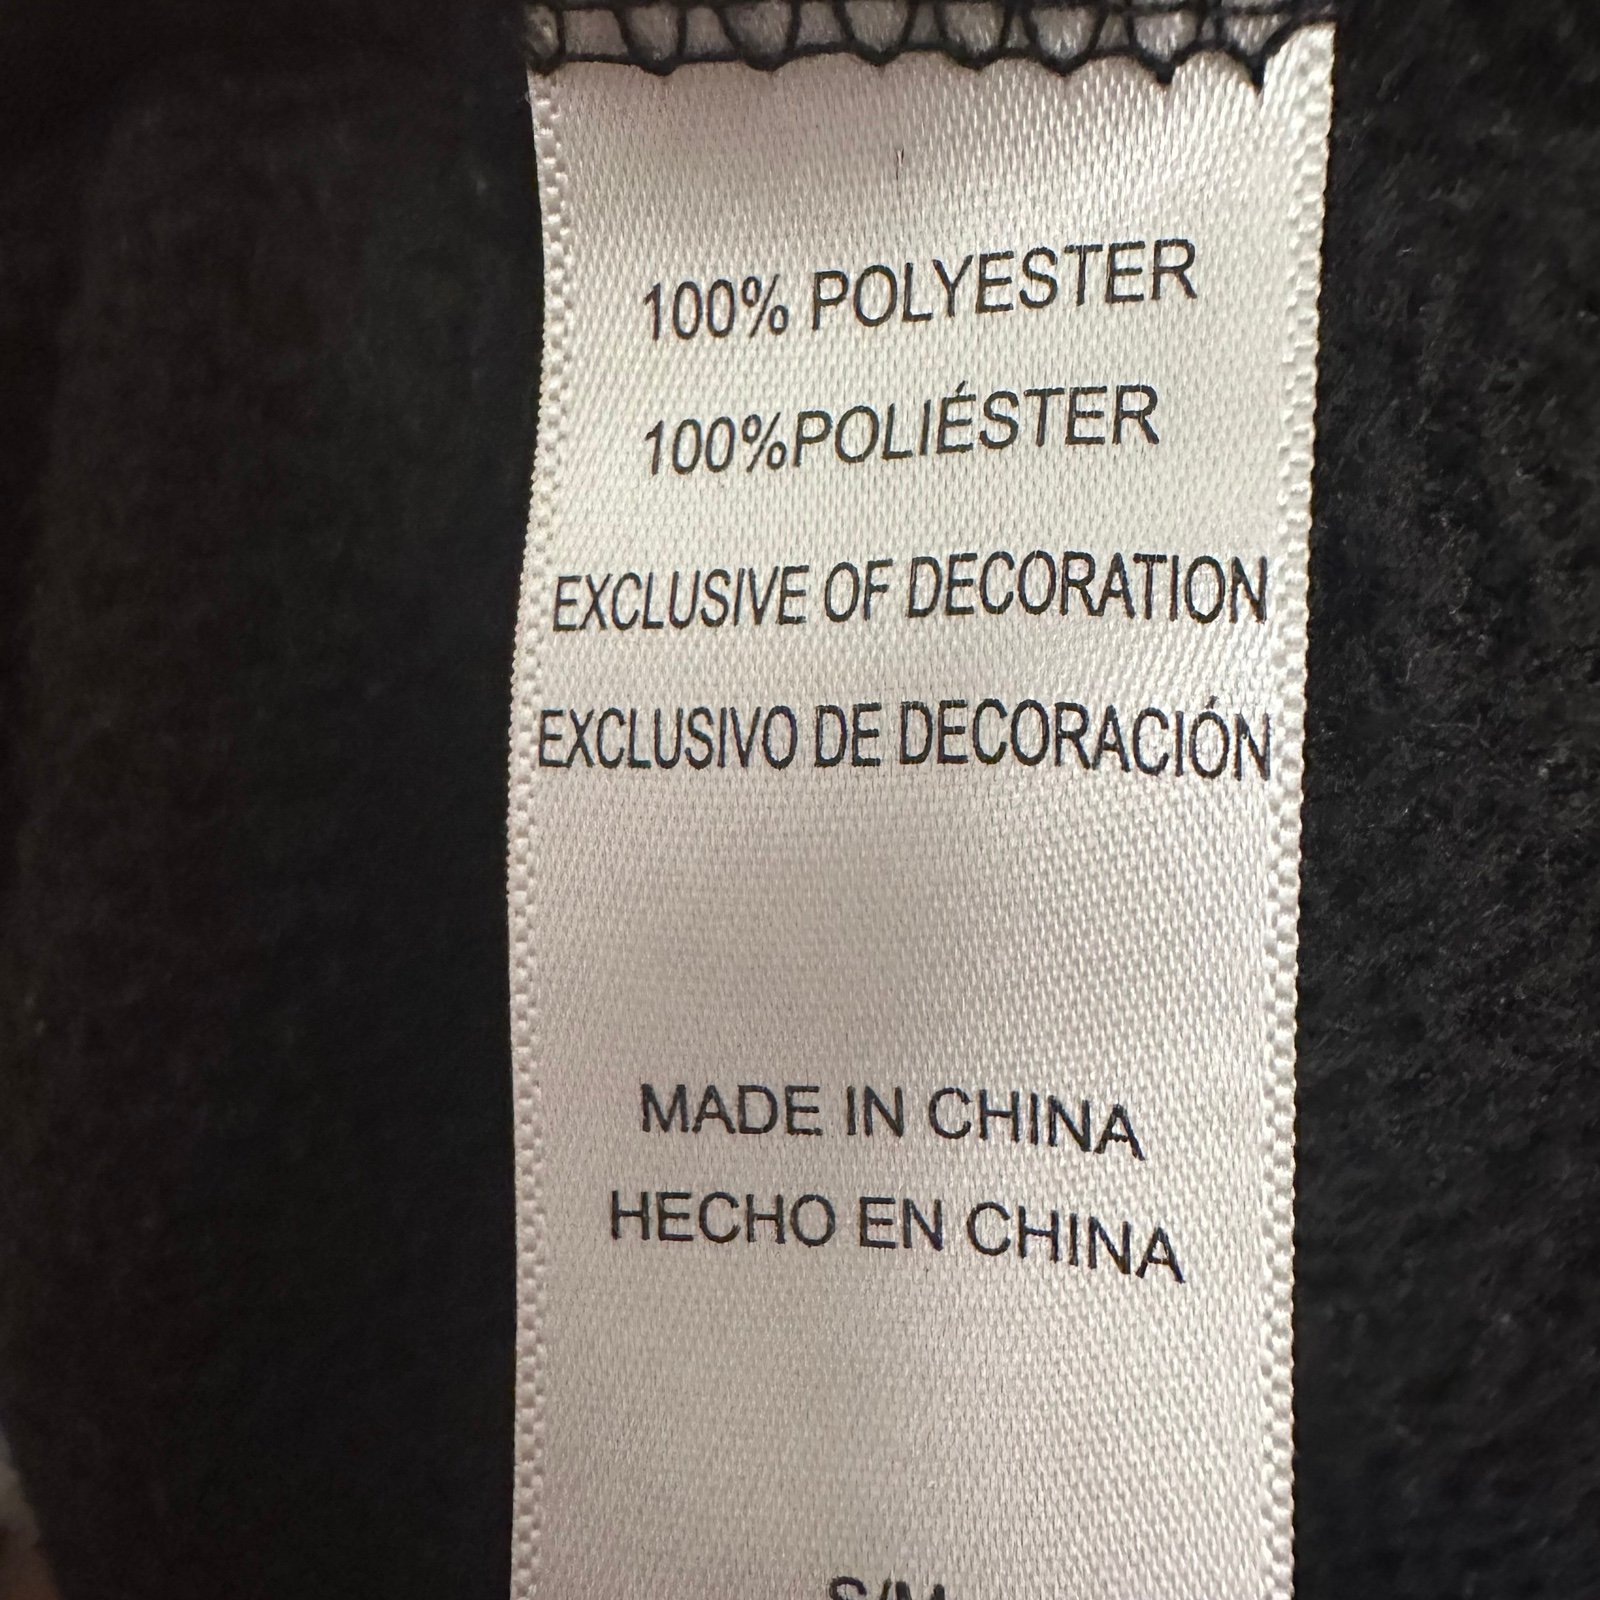 100% POLYESTER
100%POLIÉSTER
EXCLUSIVE OF DECORATION
EXCLUSIVO DE DECORACIÓN
MADE IN CHINA
HECHO EN CHINA
S/M